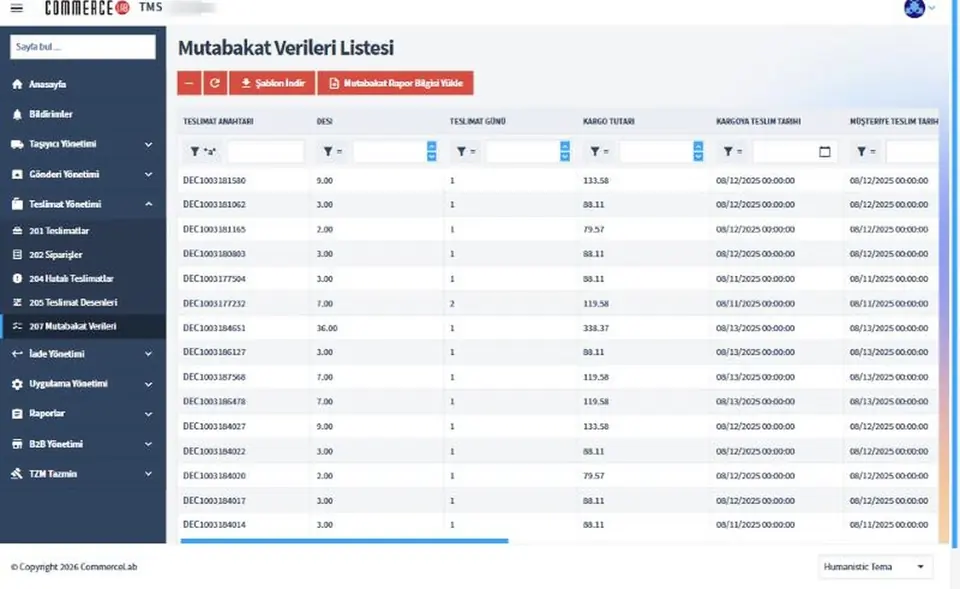 COMMERCE LAB TMS
Sayfa bul ...
Anasayfa
Bildirimler
Taşıyıcı Yönetimi
Gönderi Yönetimi
Teslimat Yönetimi
201 Teslimatlar
202 Siparişler
204 Hatalı Teslimatlar
205 Teslimat Desenleri
207 Mutabakat Verileri
İade Yönetimi
Uygulama Yönetimi
Raporlar
B2B Yönetimi
TZM Tazmin
Mutabakat Verileri Listesi
Şablon İndir Mutabakat Rapor Bilgisi Yükle
TESLIMAT ANAHTARI DESI TESLIMAT GÜNÜ KARGO TUTARI KARGOYA TESLIM TARIHI MÜŞTERIYE TESLIM TARIH
"a" = = = = =
DEC1003181580 9.00 1 133.58 08/12/2025 00:00:00 08/12/2025 00:00:00
DEC1003181062 3.00 1 88.11 08/12/2025 00:00:00 08/12/2025 00:00:00
DEC1003181165 2.00 1 79.57 08/12/2025 00:00:00 08/12/2025 00:00:00
DEC1003180803 3.00 1 88.11 08/12/2025 00:00:00 08/12/2025 00:00:00
DEC1003177504 3.00 1 88.11 08/11/2025 00:00:00 08/11/2025 00:00:00
DEC1003177232 7.00 2 119.58 08/11/2025 00:00:00 08/11/2025 00:00:00
DEC1003184651 36.00 1 338.37 08/13/2025 00:00:00 08/13/2025 00:00:00
DEC1003186127 3.00 1 88.11 08/13/2025 00:00:00 08/13/2025 00:00:00
DEC1003187568 7.00 1 119.58 08/13/2025 00:00:00 08/13/2025 00:00:00
DEC1003186478 7.00 1 119.58 08/13/2025 00:00:00 08/13/2025 00:00:00
DEC1003184027 9.00 1 133.58 08/12/2025 00:00:00 08/12/2025 00:00:00
DEC1003184022 3.00 1 88.11 08/12/2025 00:00:00 08/12/2025 00:00:00
DEC1003184020 2.00 1 79.57 08/12/2025 00:00:00 08/12/2025 00:00:00
DEC1003184017 3.00 1 88.11 08/12/2025 00:00:00 08/12/2025 00:00:00
DEC1003184014 3.00 1 88.11 08/11/2025 00:00:00 08/11/2025 00:00:00
© Copyright 2026 CommerceLab
Humanistic Tema